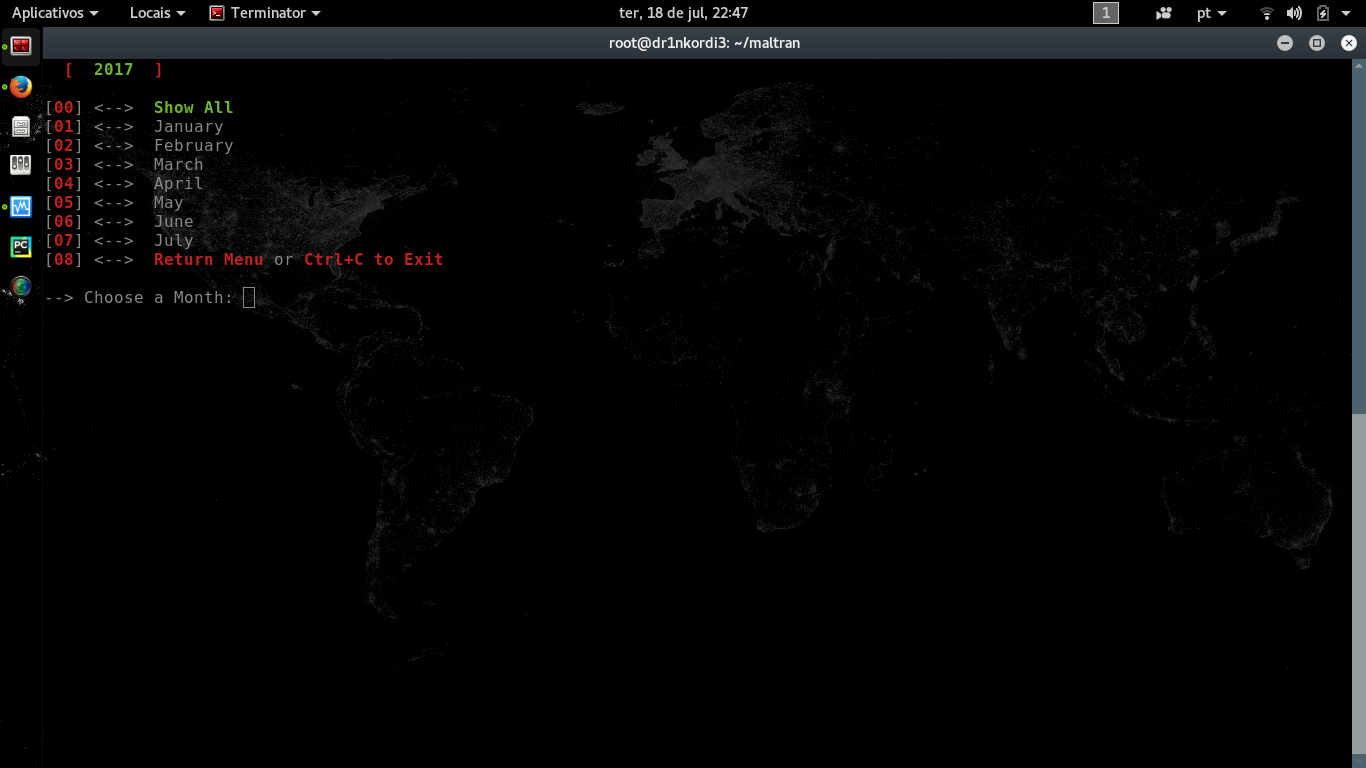 Aplicativos Locais Terminator ter, 18 de jul, 22:47 1 pt
root@dr1nkordi3: ~/maltran
[ 2017 ]
[00] <--> Show All
[01] <--> January
[02] <--> February
[03] <--> March
[04] <--> April
[05] <--> May
[06] <--> June
[07] <--> July
[08] <--> Return Menu or Ctrl+C to Exit
--> Choose a Month:
PC